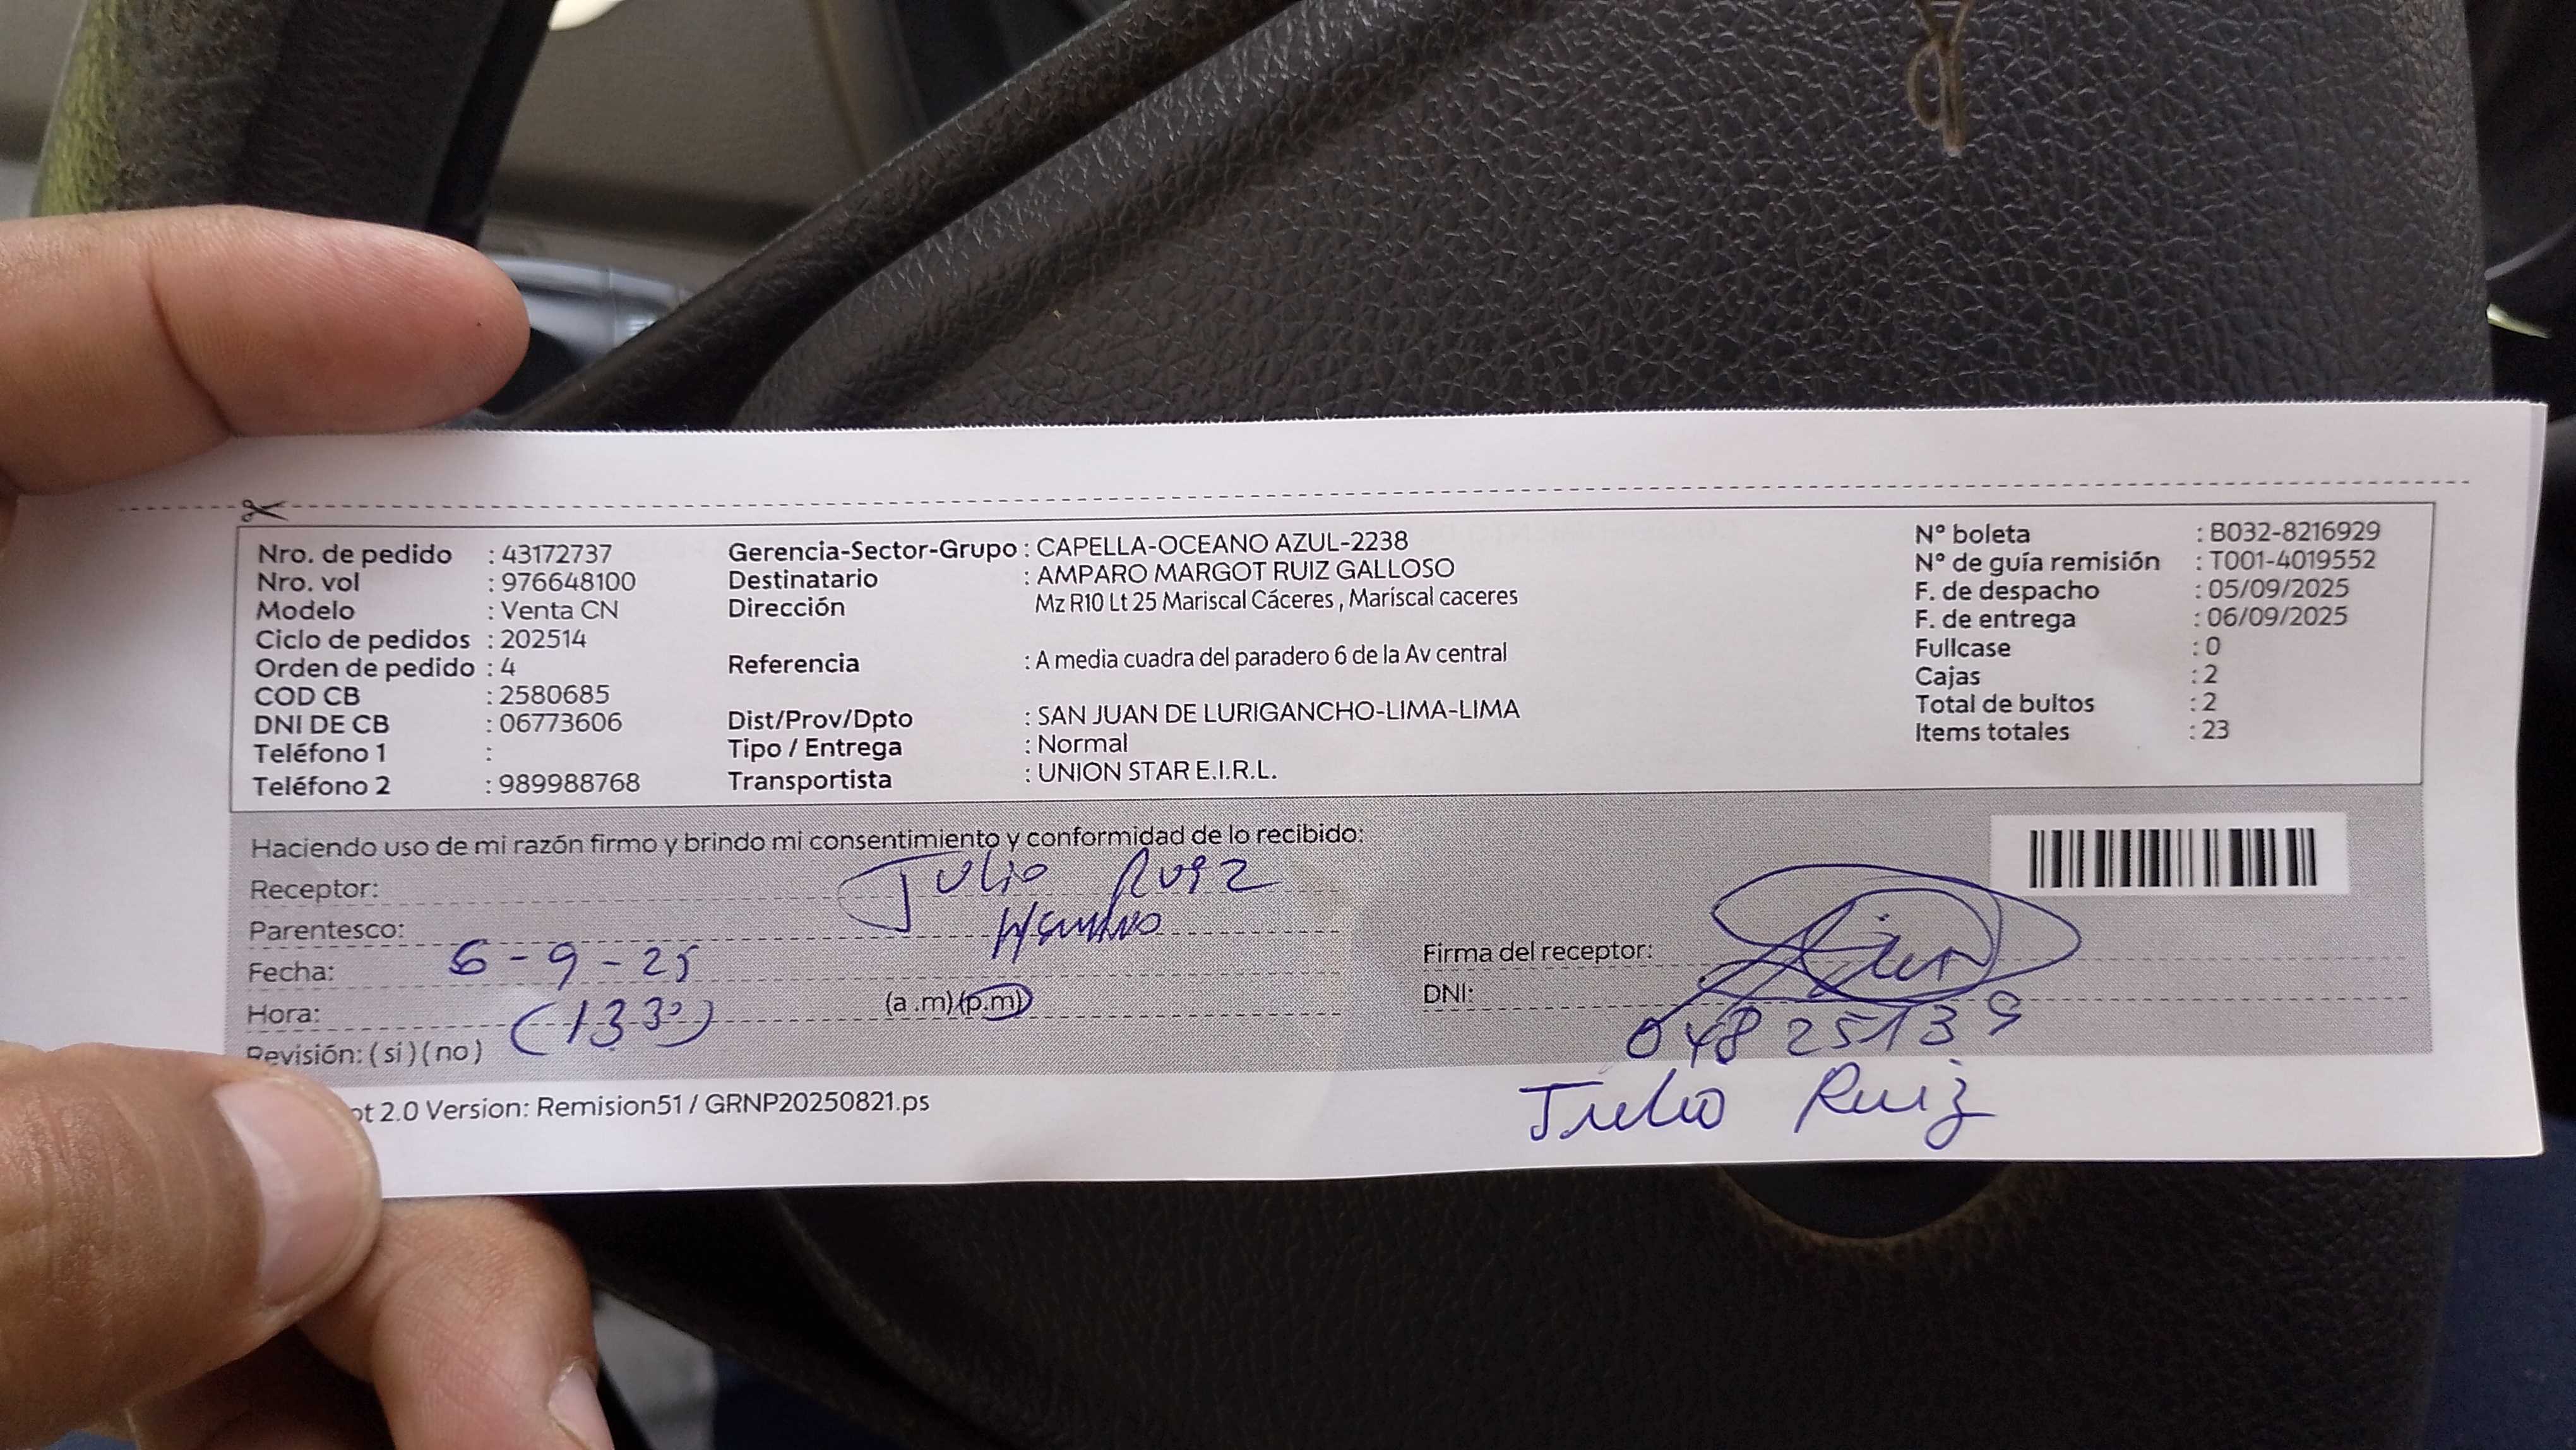 Nro. de pedido : 43172737
Nro. vol : 976648100
Modelo : Venta CN
Ciclo de pedidos : 202514
Orden de pedido : 4
COD CB : 2580685
DNI DE CB : 06773606
Teléfono 1 :
Teléfono 2 : 989988768
Gerencia-Sector-Grupo : CAPELLA-OCEANO AZUL-2238
Destinatario : AMPARO MARGOT RUIZ GALLOSO
Dirección Mz R10 Lt 25 Mariscal Cáceres , Mariscal caceres
Referencia : A media cuadra del paradero 6 de la Av central
Dist/Prov/Dpto : SAN JUAN DE LURIGANCHO-LIMA-LIMA
Tipo / Entrega : Normal
Transportista : UNION STAR E.I.R.L.
Nº boleta : B032-8216929
Nº de guía remisión : T001-4019552
F. de despacho : 05/09/2025
F. de entrega : 06/09/2025
Fullcase : 0
Cajas : 2
Total de bultos : 2
Items totales : 23
Haciendo uso de mi razón firmo y brindo mi consentimiento y conformidad de lo recibido:
Receptor: Julio Ruiz
Parentesco: Hermano
Fecha: 6-9-25
Hora: (13 30) (a .m)(p.m)
Revisión: ( si ) ( no )
Firma del receptor:
DNI: 04825139
Julio Ruiz
ot 2.0 Version: Remision51 / GRNP20250821.ps